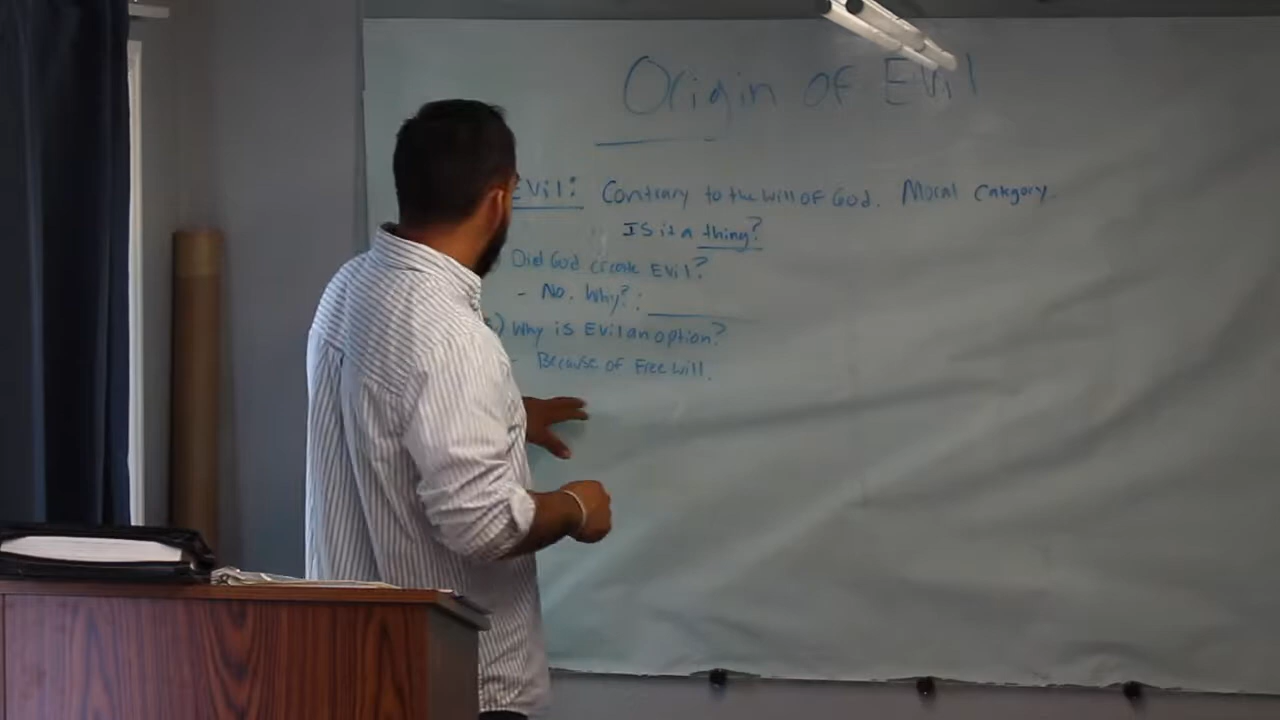 Origin of Evil
Evil: Contrary to the will of God. Moral Category.
Is it a thing?
Did God create Evil?
- No. Why?:
) Why is Evil an option?
- Because of Free will.